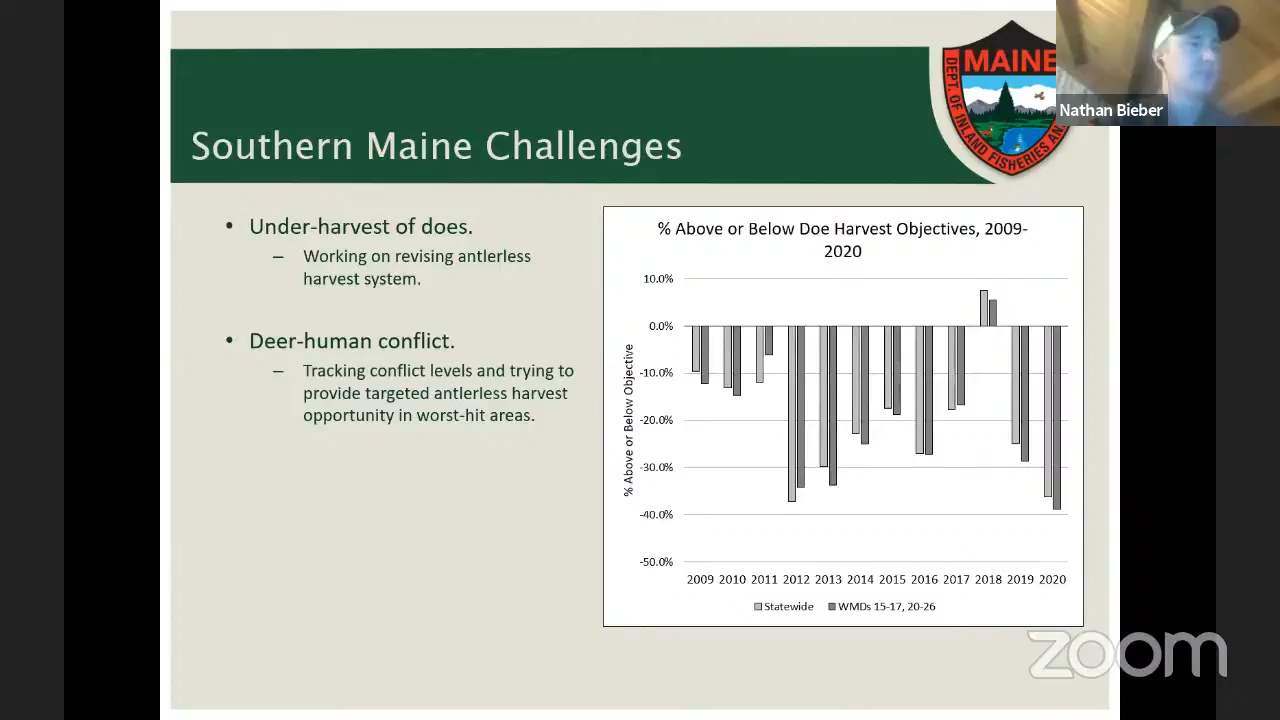 MAINE
DEPT. OF INLAND FISHERIES AN
Nathan Bieber
Southern Maine Challenges
• Under-harvest of does.
– Working on revising antlerless
harvest system.
• Deer-human conflict.
– Tracking conflict levels and trying to
provide targeted antlerless harvest
opportunity in worst-hit areas.
% Above or Below Doe Harvest Objectives, 2009-
2020
% Above or Below Objective
10.0%
0.0%
-10.0%
-20.0%
-30.0%
-40.0%
-50.0%
2009 2010 2011 2012 2013 2014 2015 2016 2017 2018 2019 2020
Statewide WMDs 15-17, 20-26
zoom